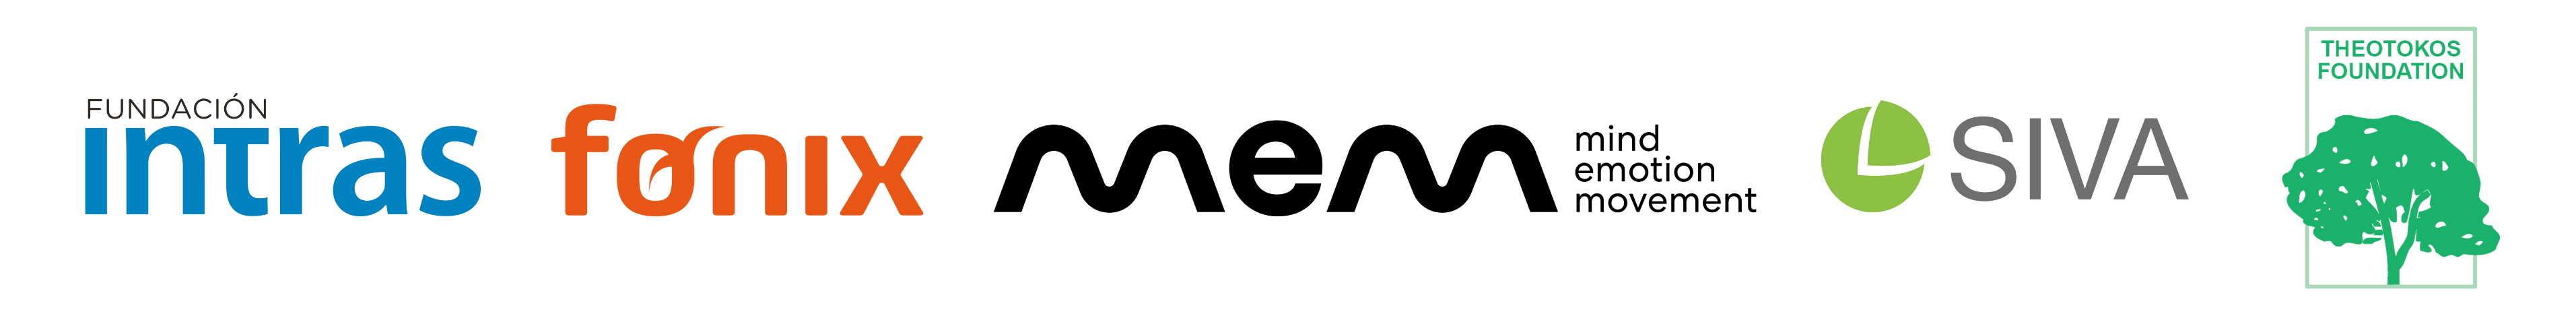 FUNDACIÓN
intras
fønix
mem
mind
emotion
movement
SIVA
THEOTOKOS
FOUNDATION